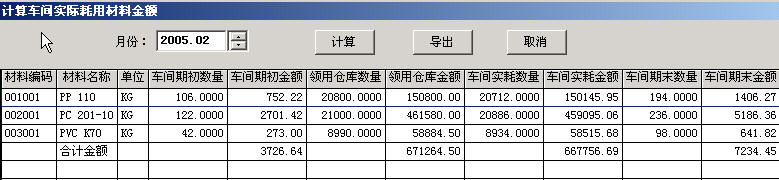 计算车间实际耗用材料金额
月份： 2005.02 计算 导出 取消
材料编码 材料名称 单位 车间期初数量 车间期初金额 领用仓库数量 领用仓库金额 车间实耗数量 车间实耗金额 车间期末数量 车间期末金额
001001 PP 110 KG 106.0000 752.22 20800.0000 150800.00 20712.0000 150145.95 194.0000 1406.27
002001 PC 201-10 KG 122.0000 2701.42 21000.0000 461580.00 20886.0000 459095.06 236.0000 5186.36
003001 PVC K70 KG 42.0000 273.00 8990.0000 58884.50 8934.0000 58515.68 98.0000 641.82
合计金额 3726.64 671264.50 667756.69 7234.45